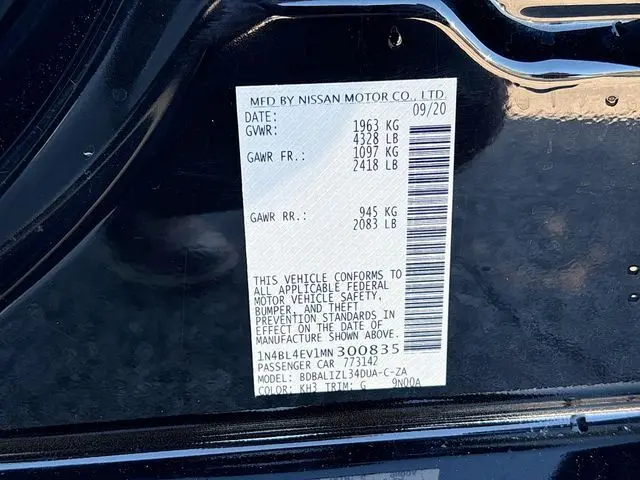 MFD BY NISSAN MOTOR CO., LTD.
DATE: 09/20
GVWR: 1963 KG
4328 LB
GAWR FR.: 1097 KG
2418 LB
GAWR RR.: 945 KG
2083 LB
THIS VEHICLE CONFORMS TO
ALL APPLICABLE FEDERAL
MOTOR VEHICLE SAFETY,
BUMPER, AND THEFT
PREVENTION STANDARDS IN
EFFECT ON THE DATE OF
MANUFACTURE SHOWN ABOVE.
1N4BL4EV1MN300835
PASSENGER CAR 773142
MODEL: BDBALIZL34DUA-C-ZA
COLOR: KH3 TRIM: G 9N00A